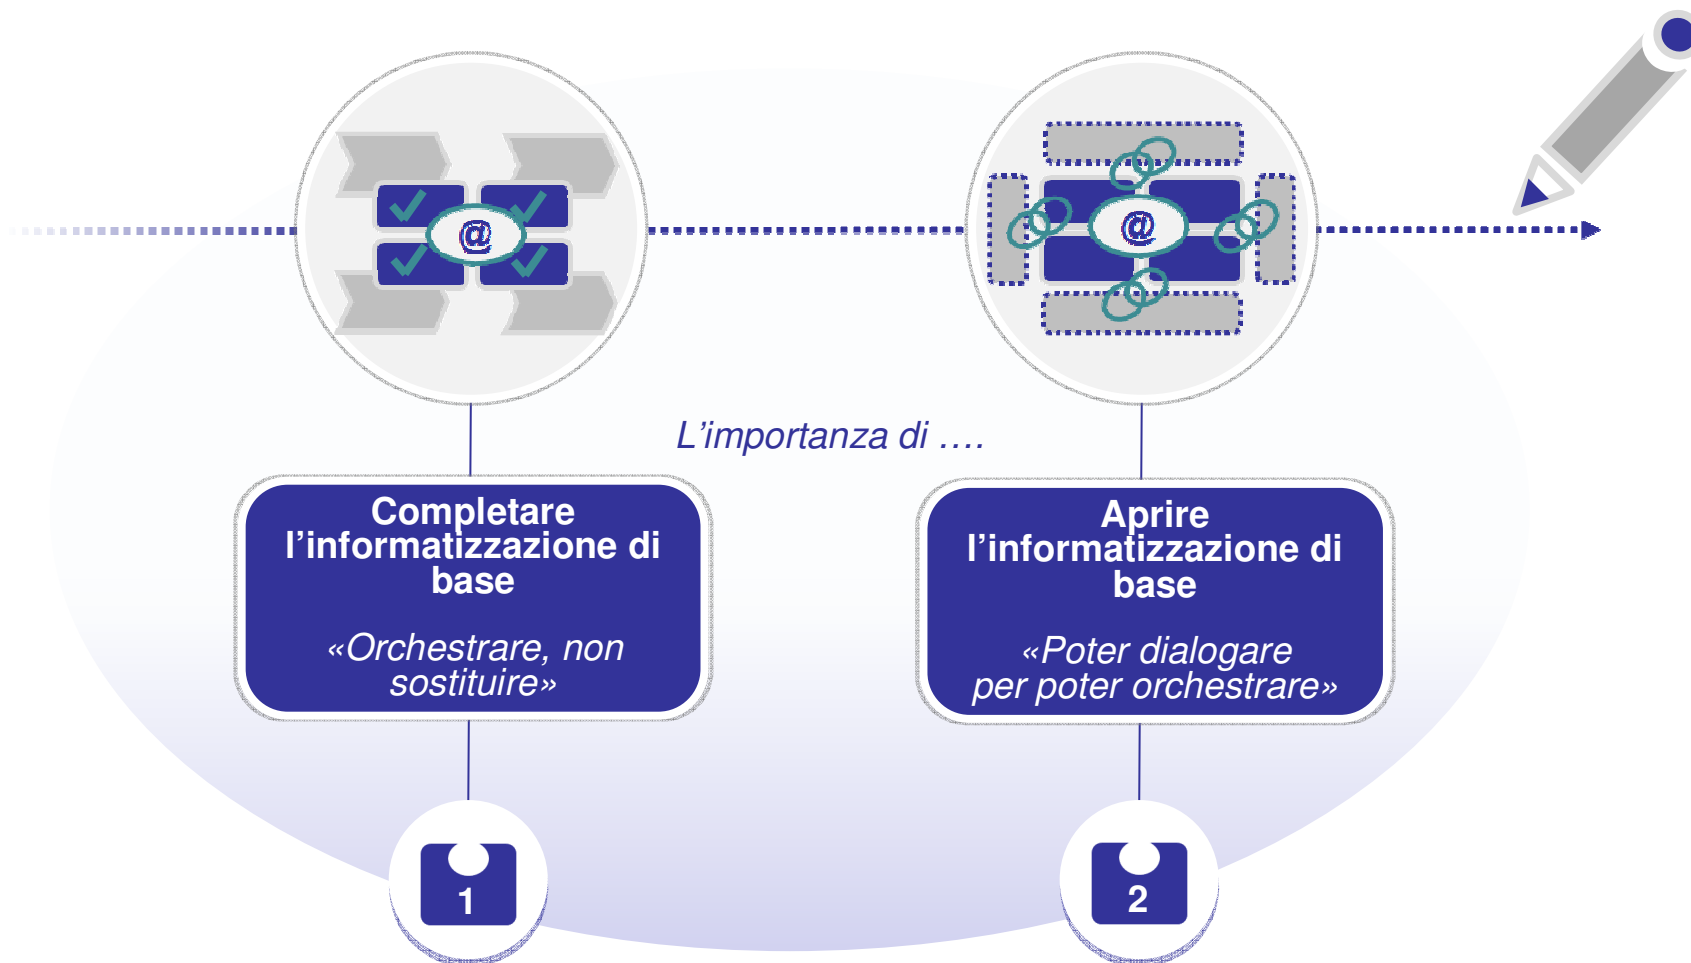 @
@
L’importanza di ....
Completare
l’informatizzazione di
base
«Orchestrare, non
sostituire»
Aprire
l’informatizzazione di
base
«Poter dialogare
per poter orchestrare»
1
2